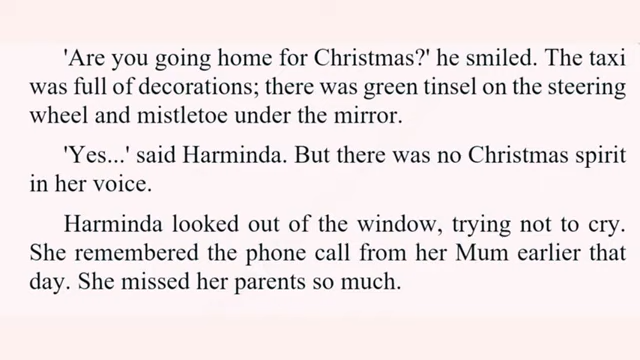 'Are you going home for Christmas?' he smiled. The taxi
was full of decorations; there was green tinsel on the steering
wheel and mistletoe under the mirror.
'Yes...' said Harminda. But there was no Christmas spirit
in her voice.
Harminda looked out of the window, trying not to cry.
She remembered the phone call from her Mum earlier that
day. She missed her parents so much.